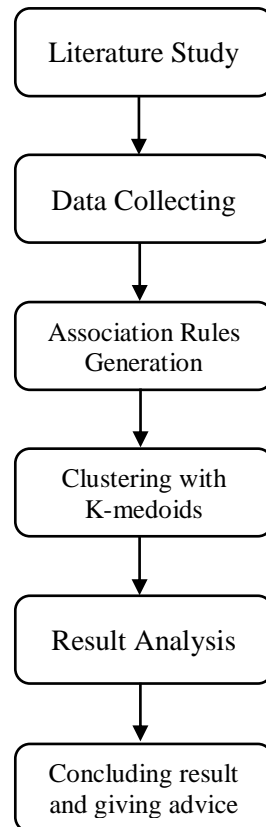 Literature Study
Data Collecting
Association Rules
Generation
Clustering with
K-medoids
Result Analysis
Concluding result
and giving advice